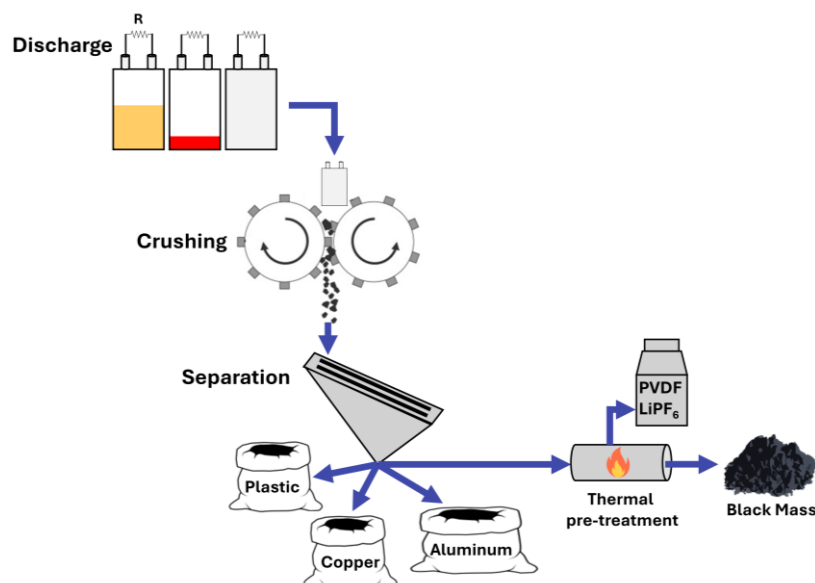 R
Discharge
Crushing
Separation
PVDF
LiPF₆
Plastic
Copper
Aluminum
Thermal
pre-treatment
Black Mass